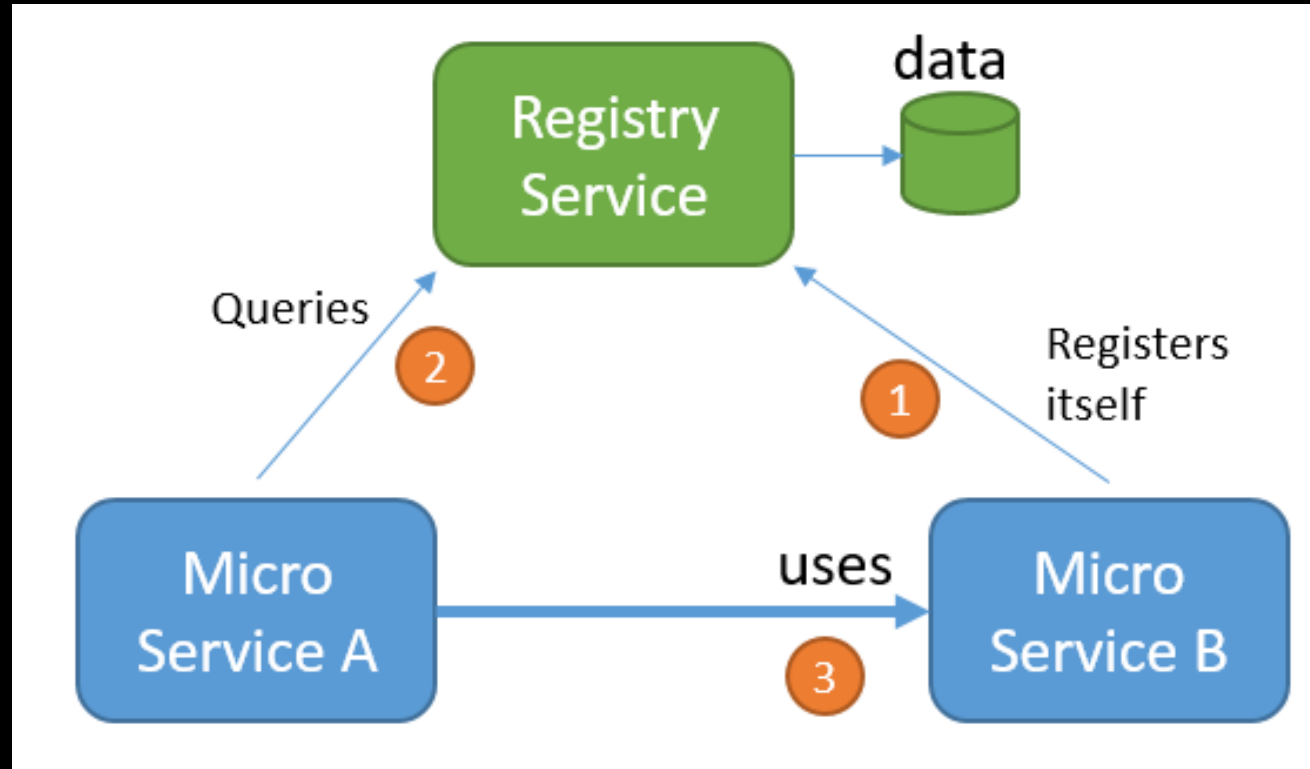 data
Registry
Service
Queries
2
Registers
itself
1
Micro
Service A
uses
3
Micro
Service B